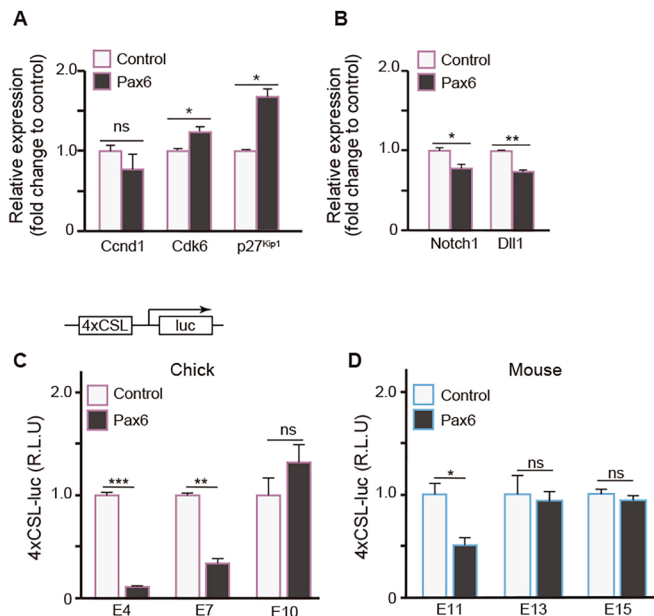 A
Relative expression
(fold change to control)
2.0
1.0
0
Control
Pax6
ns
*
*
Ccnd1
Cdk6
p27Kip1
B
Relative expression
(fold change to control)
2.0
1.0
0
Control
Pax6
*
**
Notch1
Dll1
4xCSL
luc
C
Chick
4xCSL-luc (R.L.U)
2.0
1.0
0
Control
Pax6
***
**
ns
E4
E7
E10
D
Mouse
4xCSL-luc (R.L.U)
2.0
1.0
0
Control
Pax6
*
ns
ns
E11
E13
E15